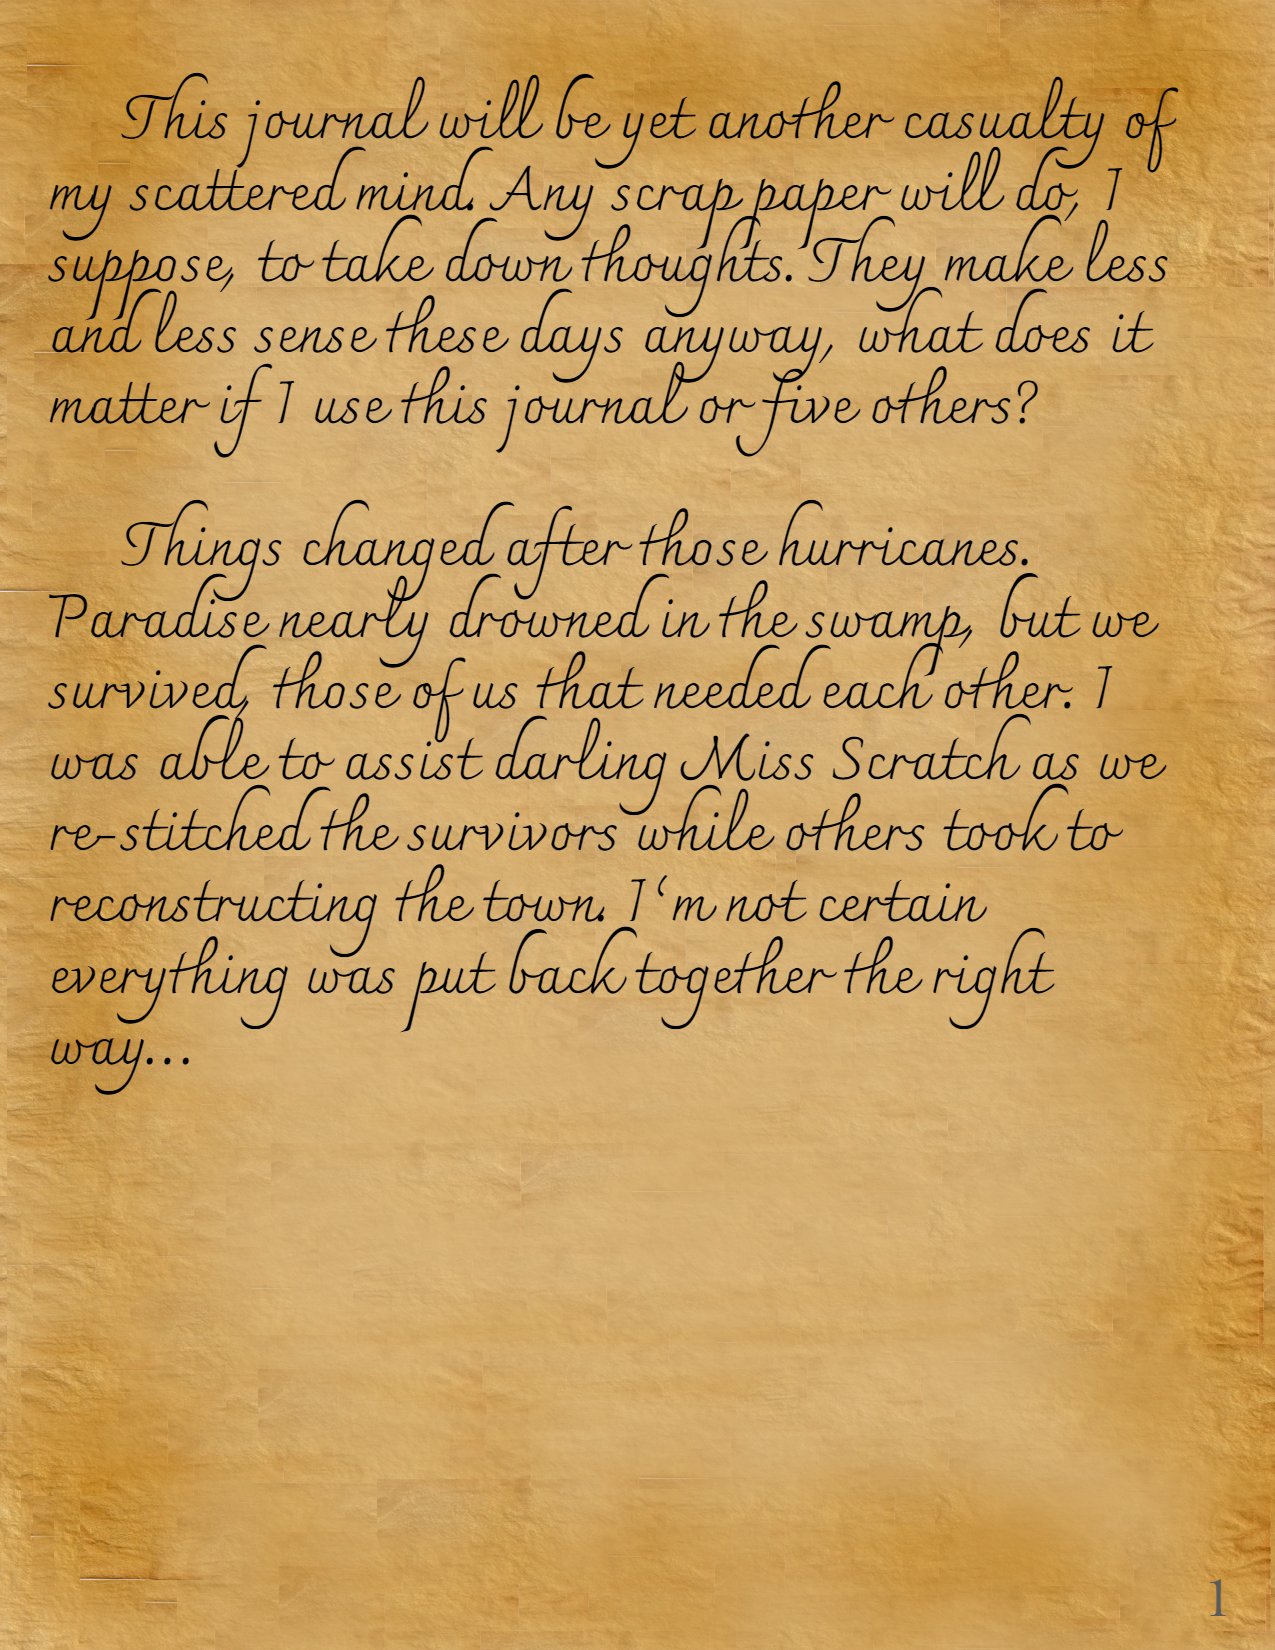 This journal will be yet another casualty of
my scattered mind. Any scrap paper will do, I
suppose, to take down thoughts. They make less
and less sense these days anyway, what does it
matter if I use this journal or five others?
Things changed after those hurricanes.
Paradise nearly drowned in the swamp, but we
survived, those of us that needed each other. I
was able to assist darling Miss Scratch as we
re-stitched the survivors while others took to
reconstructing the town. I‘m not certain
everything was put back together the right
way...
1